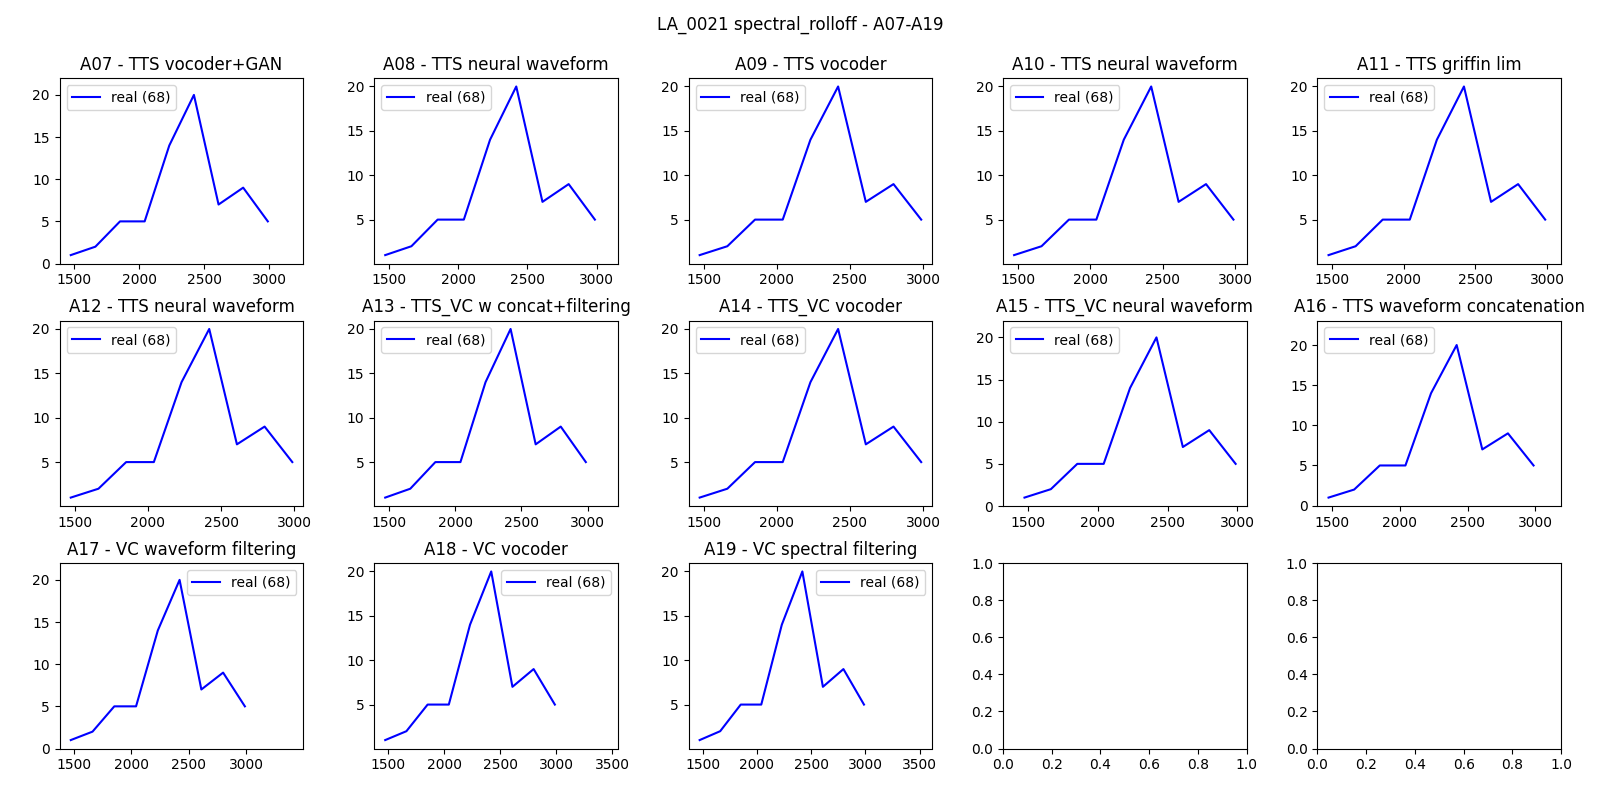 LA_0021 spectral_rolloff - A07-A19
A07 - TTS vocoder+GAN
real (68)
20
15
10
5
0
1500 2000 2500 3000
A08 - TTS neural waveform
real (68)
20
15
10
5
1500 2000 2500 3000
A09 - TTS vocoder
real (68)
20
15
10
5
1500 2000 2500 3000
A10 - TTS neural waveform
real (68)
20
15
10
5
1500 2000 2500 3000
A11 - TTS griffin lim
real (68)
20
15
10
5
1500 2000 2500 3000
A12 - TTS neural waveform
real (68)
20
15
10
5
1500 2000 2500 3000
A13 - TTS_VC w concat+filtering
real (68)
20
15
10
5
1500 2000 2500 3000
A14 - TTS_VC vocoder
real (68)
20
15
10
5
1500 2000 2500 3000
A15 - TTS_VC neural waveform
real (68)
20
15
10
5
0
1500 2000 2500 3000
A16 - TTS waveform concatenation
real (68)
20
15
10
5
0
1500 2000 2500 3000
A17 - VC waveform filtering
real (68)
20
15
10
5
0
1500 2000 2500 3000
A18 - VC vocoder
real (68)
20
15
10
5
1500 2000 2500 3000 3500
A19 - VC spectral filtering
real (68)
20
15
10
5
1500 2000 2500 3000 3500
1.0
0.8
0.6
0.4
0.2
0.0
0.0 0.2 0.4 0.6 0.8 1.0
1.0
0.8
0.6
0.4
0.2
0.0
0.0 0.2 0.4 0.6 0.8 1.0